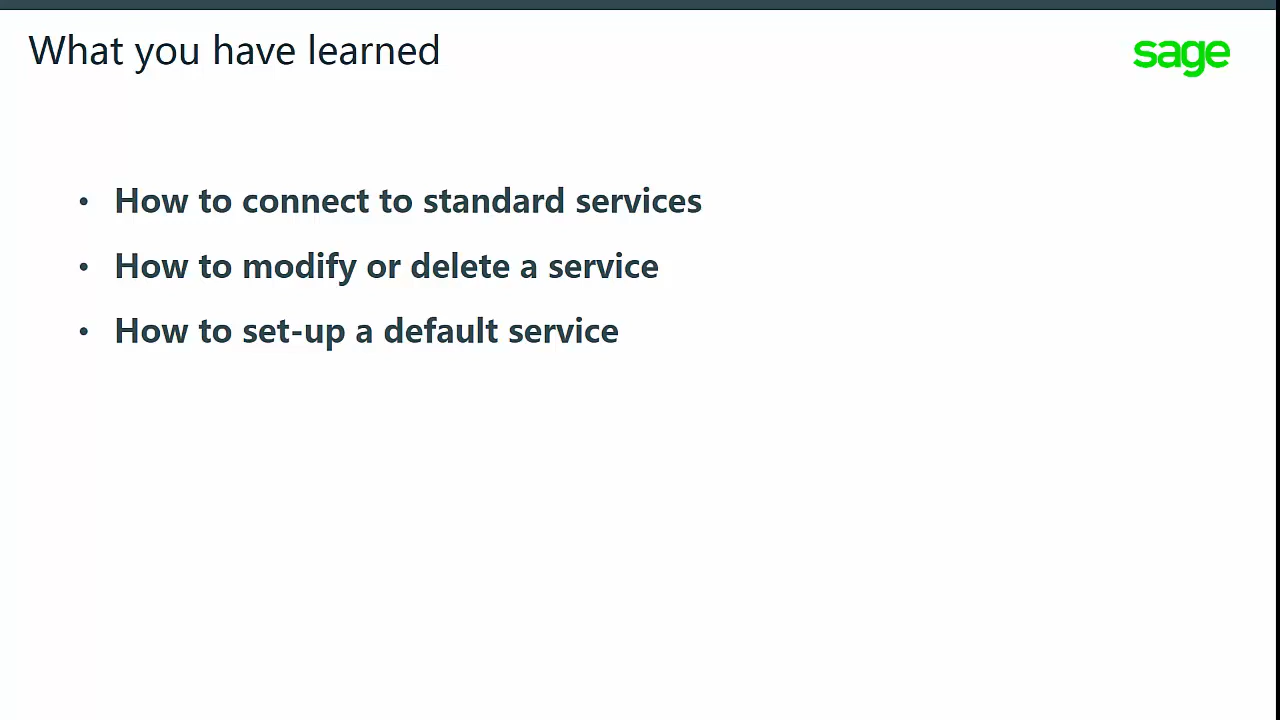 What you have learned
sage
• How to connect to standard services
• How to modify or delete a service
• How to set-up a default service